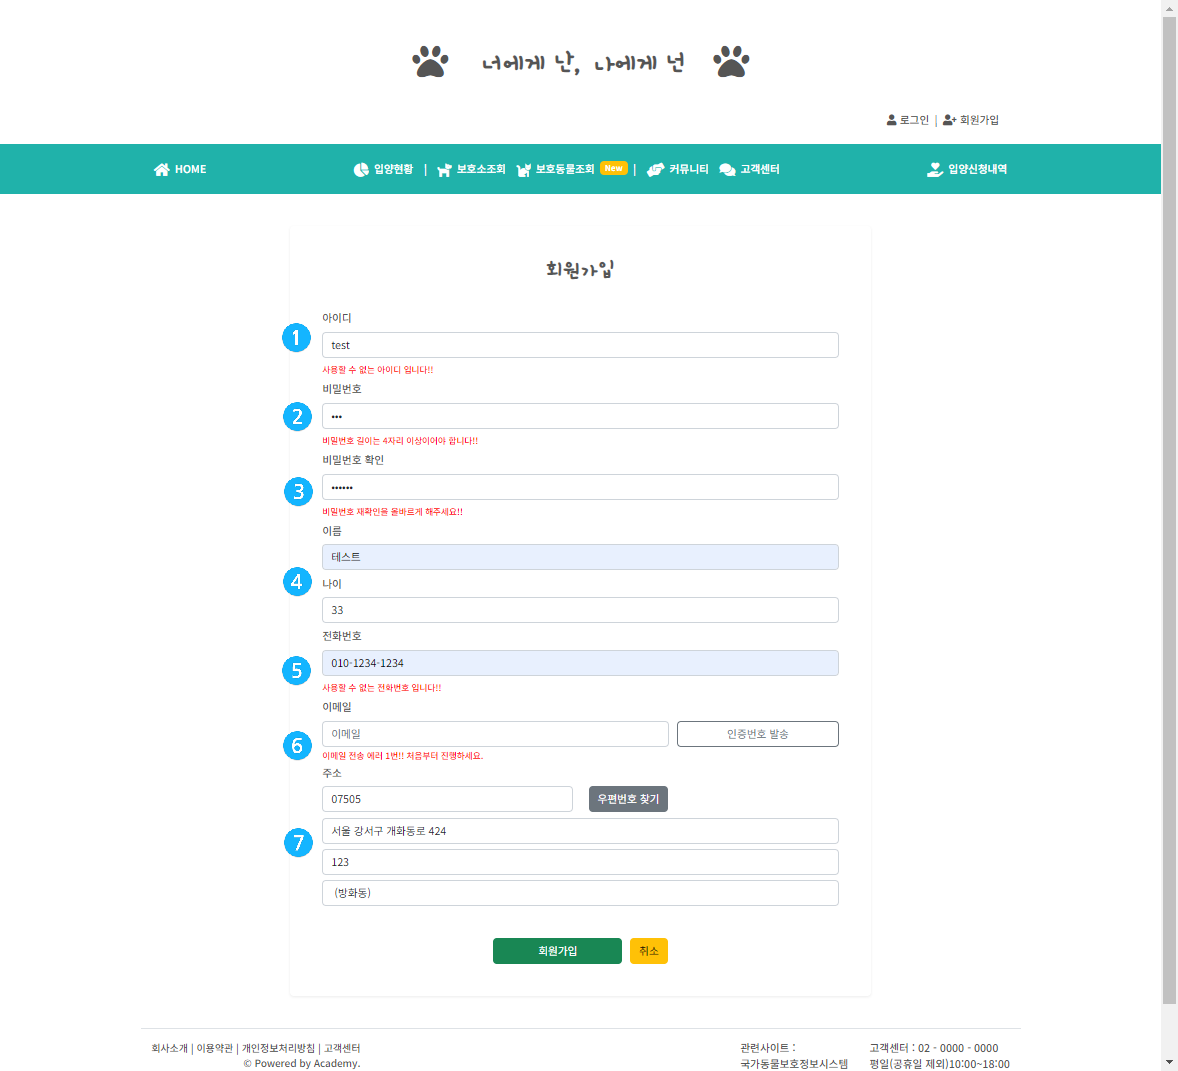 너에게 난, 나에게 넌
로그인 | 회원가입
HOME 입양현황 | 보호소조회 보호동물조회 New | 커뮤니티 고객센터 입양신청내역
회원가입
아이디
1
test
사용할 수 없는 아이디 입니다!!
비밀번호
2
•••
비밀번호 길이는 4자리 이상이어야 합니다!!
비밀번호 확인
3
••••••
비밀번호 재확인을 올바르게 해주세요!!
이름
테스트
4
나이
33
전화번호
5
010-1234-1234
사용할 수 없는 전화번호 입니다!!
이메일
6
이메일 인증번호 발송
이메일 전송 에러 1번!! 처음부터 진행하세요.
주소
07505 우편번호 찾기
7
서울 강서구 개화동로 424
123
(방화동)
회원가입 취소
회사소개 | 이용약관 | 개인정보처리방침 | 고객센터
© Powered by Academy.
관련사이트 :
국가동물보호정보시스템
고객센터 : 02 - 0000 - 0000
평일(공휴일 제외)10:00~18:00